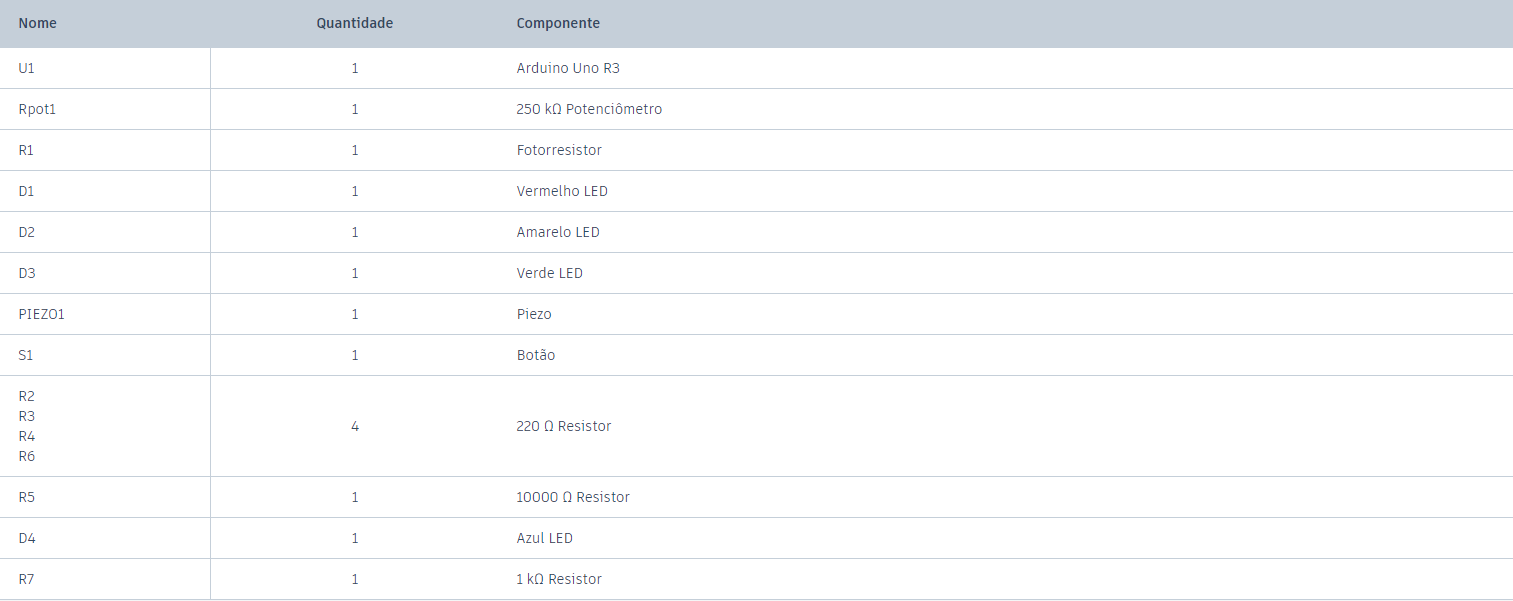 Nome Quantidade Componente
U1 1 Arduino Uno R3
Rpot1 1 250 kΩ Potenciômetro
R1 1 Fotorresistor
D1 1 Vermelho LED
D2 1 Amarelo LED
D3 1 Verde LED
PIEZO1 1 Piezo
S1 1 Botão
R2
R3
R4
R6
4 220 Ω Resistor
R5 1 10000 Ω Resistor
D4 1 Azul LED
R7 1 1 kΩ Resistor